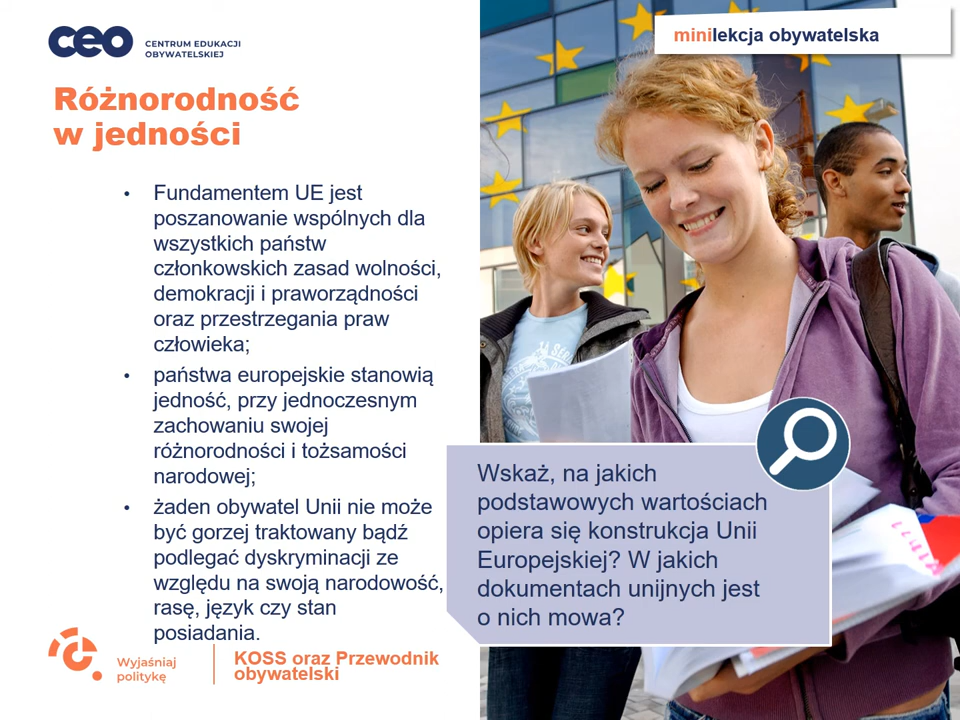 ceo CENTRUM EDUKACJI
OBYWATELSKIEJ
minilekcja obywatelska
Różnorodność
w jedności
• Fundamentem UE jest
poszanowanie wspólnych dla
wszystkich państw
członkowskich zasad wolności,
demokracji i praworządności
oraz przestrzegania praw
człowieka;
• państwa europejskie stanowią
jedność, przy jednoczesnym
zachowaniu swojej
różnorodności i tożsamości
narodowej;
• żaden obywatel Unii nie może
być gorzej traktowany bądź
podlegać dyskryminacji ze
względu na swoją narodowość,
rasę, język czy stan
posiadania.
Wskaż, na jakich
podstawowych wartościach
opiera się konstrukcja Unii
Europejskiej? W jakich
dokumentach unijnych jest
o nich mowa?
Wyjaśniaj
politykę
KOSS oraz Przewodnik
obywatelski